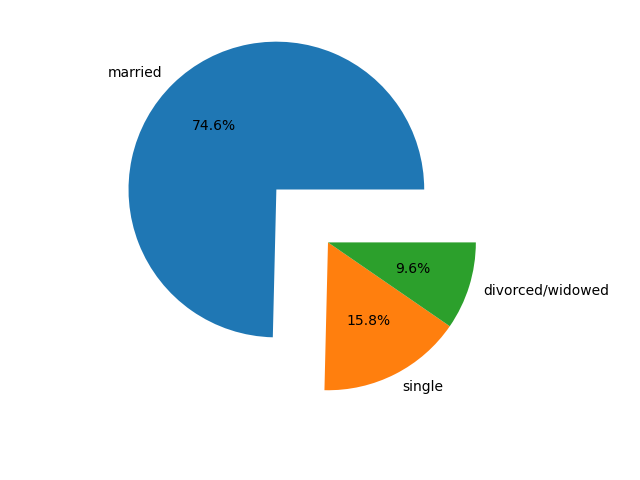 married
74.6%
9.6%
divorced/widowed
15.8%
single